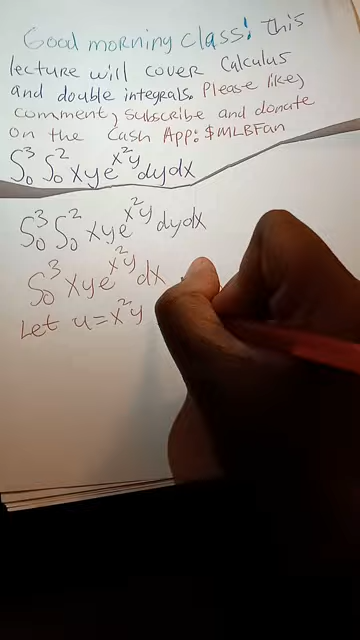 Good morning class! This
lecture will cover Calculus
and double integrals. Please like,
comment, subscribe and donate
on the Cash App: $MLBFan
∫₀³ ∫₀² xye^(x²y) dydx
∫₀³ ∫₀² xye^(x²y) dydx
∫₀³ xye^(x²y) dx
Let u = x²y